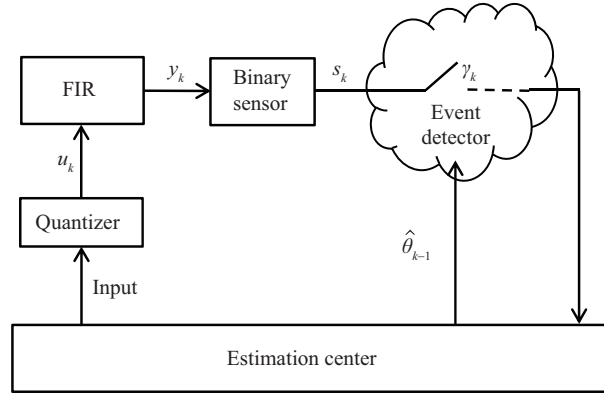 FIR
y_k
Binary
sensor
s_k
γ_k
Event
detector
u_k
Quantizer
θ̂_{k−1}
Input
Estimation center